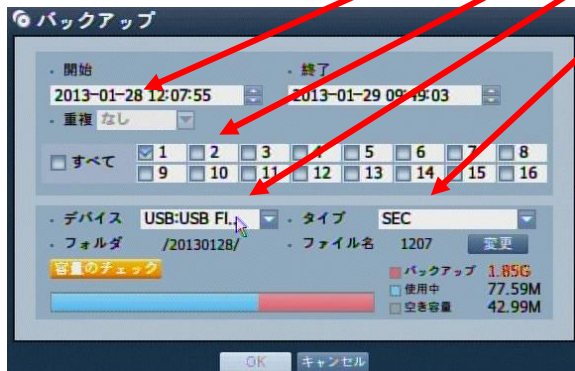 バックアップ
・開始
・終了
2013-01-28 12:07:55
2013-01-29 09:49:03
・重複 なし
すべて 1 2 3 4 5 6 7 8
9 10 11 12 13 14 15 16
・デバイス USB:USB Fl.. ・タイプ SEC
・フォルダ /20130128/ ・ファイル名 1207 変更
容量のチェック
バックアップ 1.85G
使用中 77.59M
空き容量 42.99M
OK キャンセル